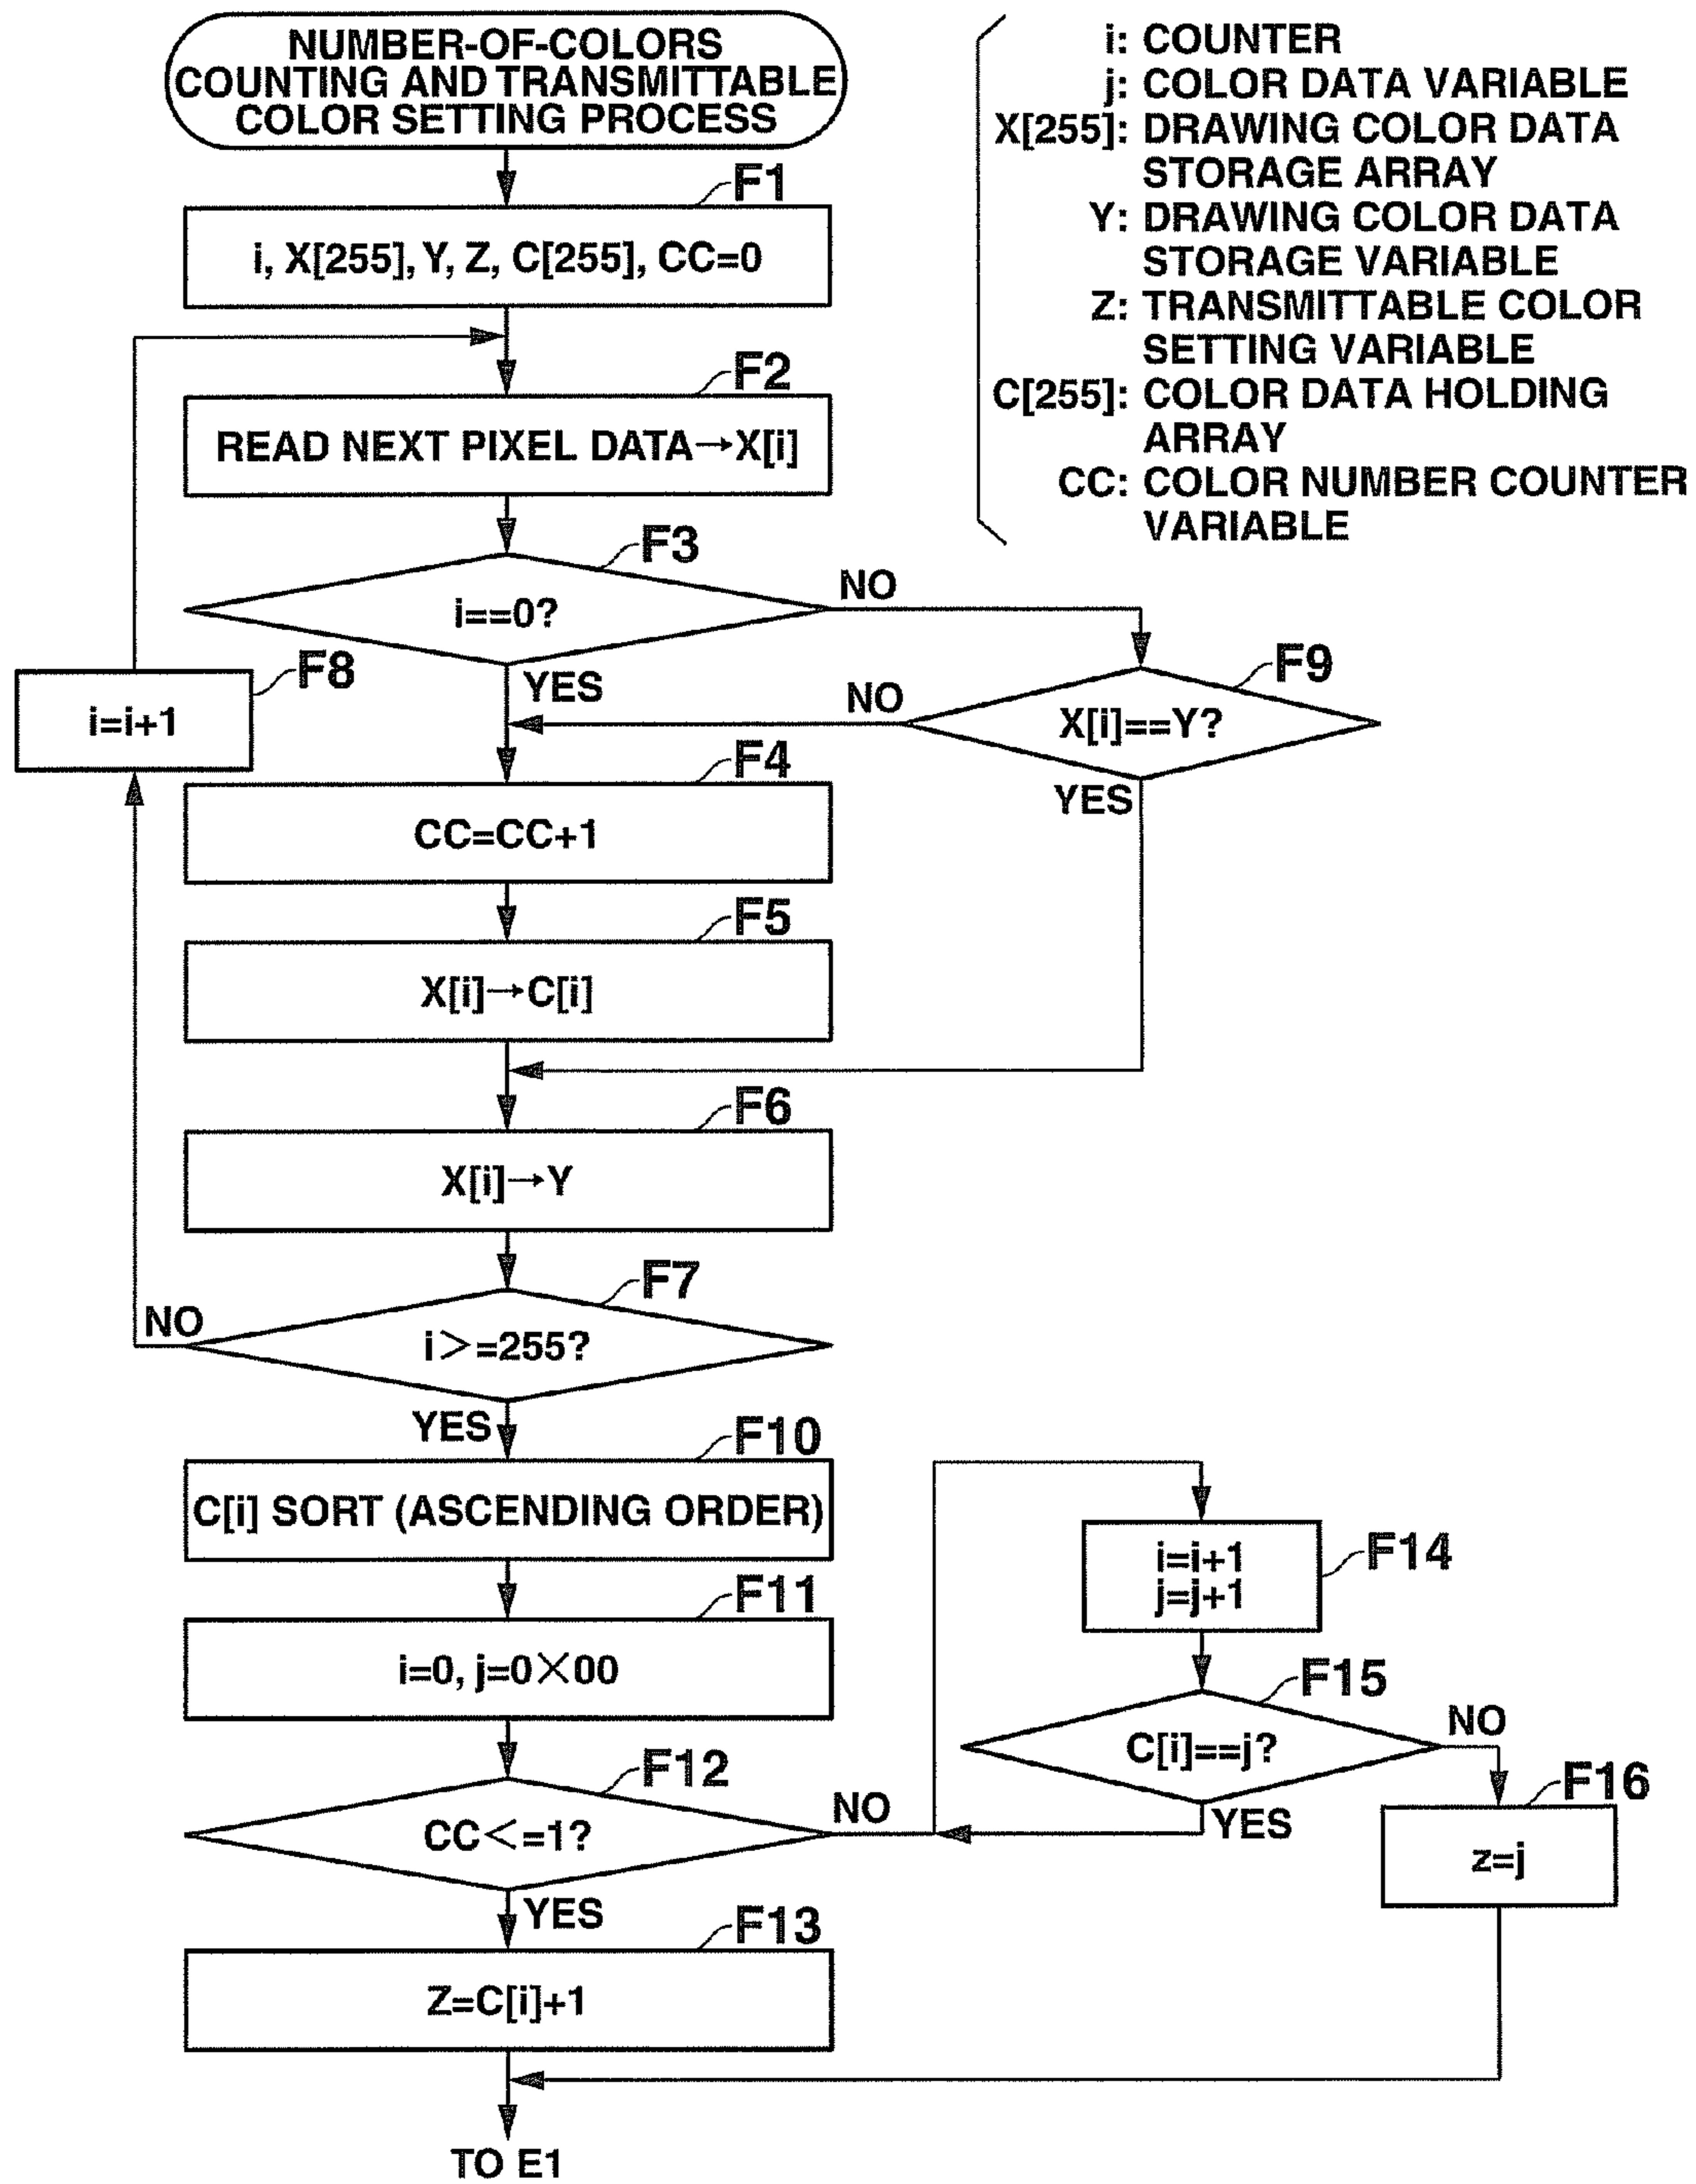 NUMBER-OF-COLORS
COUNTING AND TRANSMITTABLE
COLOR SETTING PROCESS
i: COUNTER
j: COLOR DATA VARIABLE
X[255]: DRAWING COLOR DATA
STORAGE ARRAY
Y: DRAWING COLOR DATA
STORAGE VARIABLE
Z: TRANSMITTABLE COLOR
SETTING VARIABLE
C[255]: COLOR DATA HOLDING
ARRAY
CC: COLOR NUMBER COUNTER
VARIABLE
F1
i, X[255], Y, Z, C[255], CC=0
F2
READ NEXT PIXEL DATA→X[i]
F3
i==0?
NO
YES
F8
i=i+1
F9
X[i]==Y?
NO
YES
F4
CC=CC+1
F5
X[i]→C[i]
F6
X[i]→Y
F7
i>=255?
NO
YES
F10
C[i] SORT (ASCENDING ORDER)
F11
i=0, j=0×00
F12
CC<=1?
NO
YES
F14
i=i+1
j=j+1
F15
C[i]==j?
NO
YES
F16
z=j
F13
Z=C[i]+1
TO E1